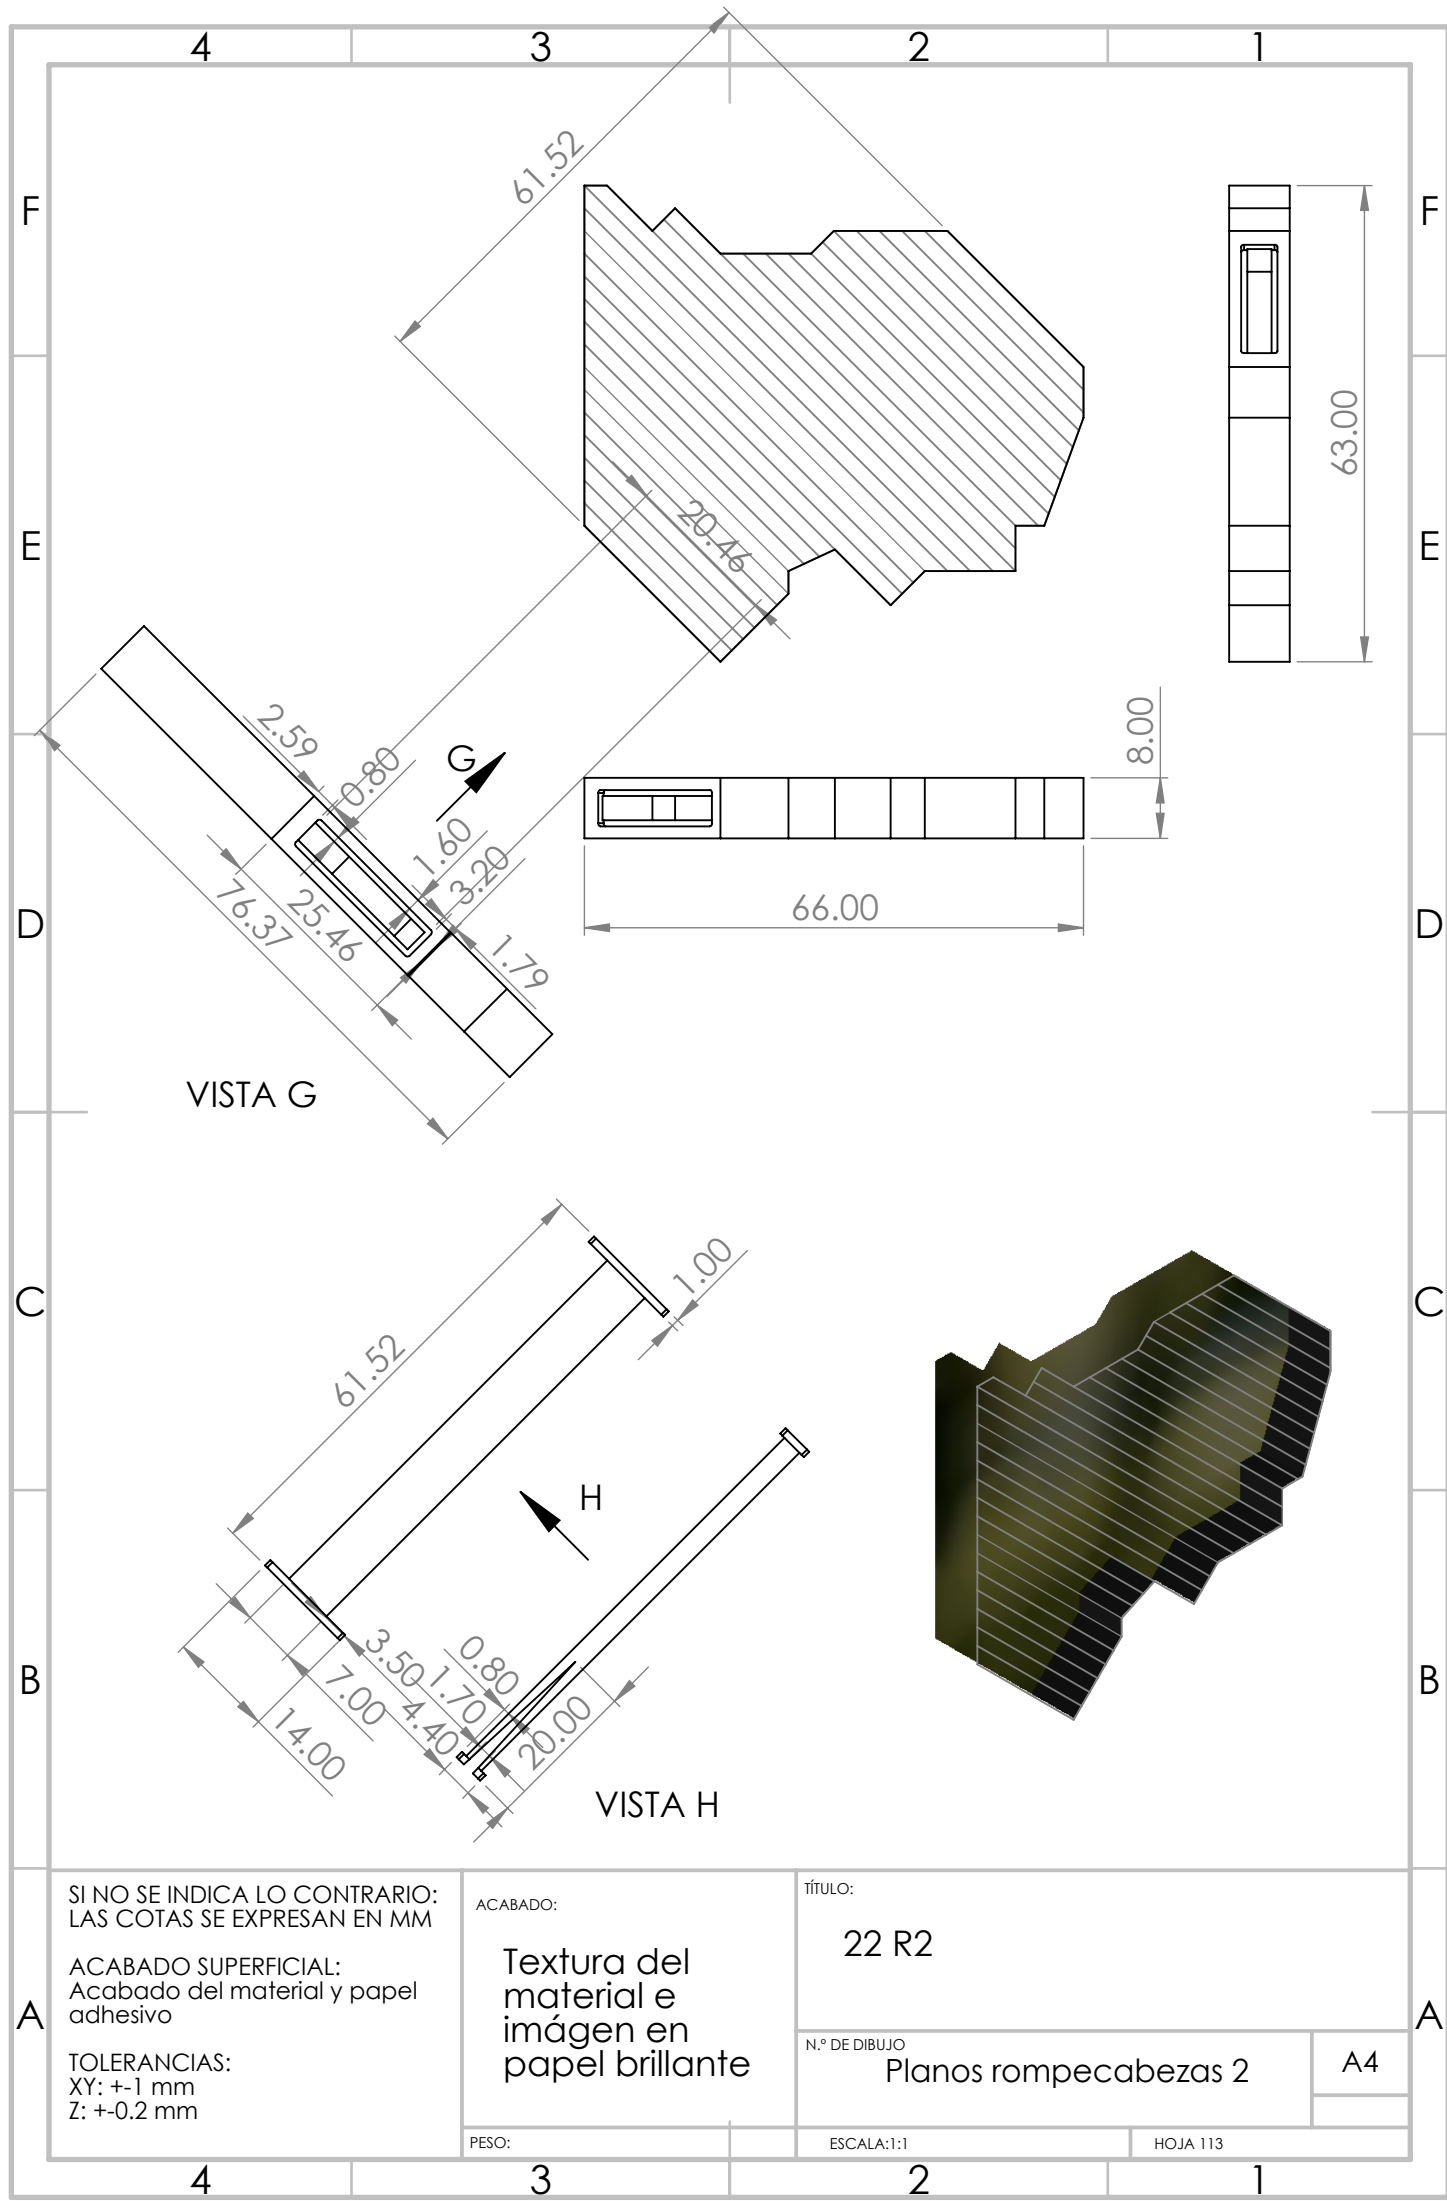 4 3 2 1
F
F
61.52
63.00
E
E
20.46
8.00
2.59
0.80
G
1.60
3.20
66.00
D
D
76.37
25.46
1.79
VISTA G
1.00
C
C
61.52
H
B
B
3.50
0.80
7.00
1.70
4.40
20.00
14.00
VISTA H
SI NO SE INDICA LO CONTRARIO:
LAS COTAS SE EXPRESAN EN MM
ACABADO SUPERFICIAL:
Acabado del material y papel
adhesivo
TOLERANCIAS:
XY: +-1 mm
Z: +-0.2 mm
ACABADO:
Textura del
material e
imágen en
papel brillante
PESO:
TÍTULO:
22 R2
N.º DE DIBUJO
Planos rompecabezas 2
A4
ESCALA:1:1
HOJA 113
A
A
4 3 2 1